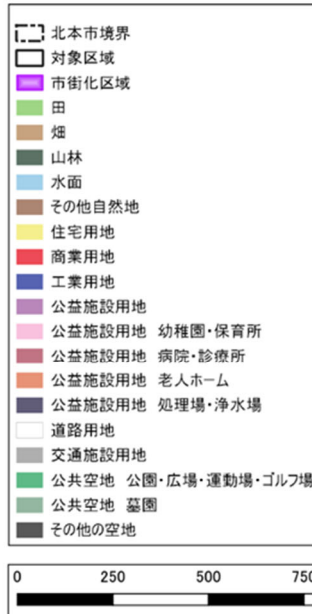 北本市境界
対象区域
市街化区域
田
畑
山林
水面
その他自然地
住宅用地
商業用地
工業用地
公益施設用地
公益施設用地 幼稚園・保育所
公益施設用地 病院・診療所
公益施設用地 老人ホーム
公益施設用地 処理場・浄水場
道路用地
交通施設用地
公共空地 公園・広場・運動場・ゴルフ場
公共空地 墓園
その他の空地
0 250 500 750